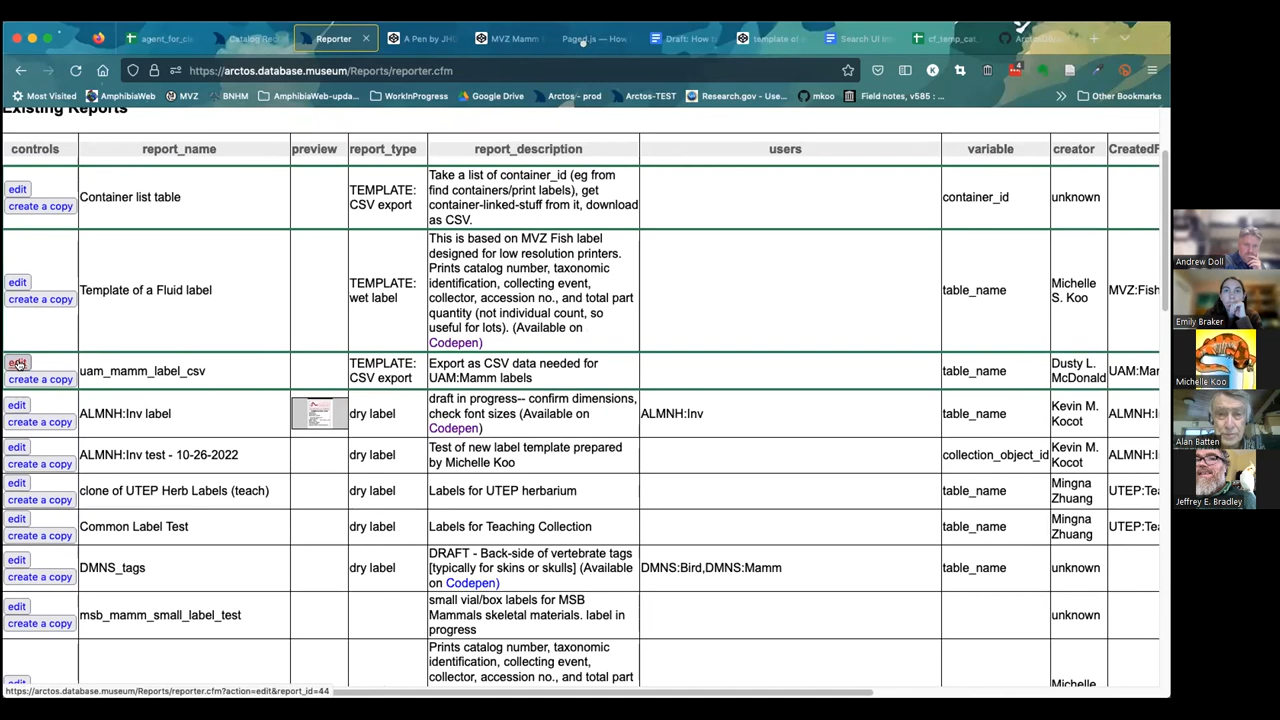 agent_for_cle
Catalog Rec
Reporter
A Pen by JHC
MVZ Mamm L
Paged.js — How
Draft: How t
template of a
Search UI im
cf_temp_cat
Arctos
https://arctos.database.museum/Reports/reporter.cfm
4
Most Visited
AmphibiaWeb
MVZ
BNHM
AmphibiaWeb-upda...
WorkInProgress
Google Drive
Arctos - prod
Arctos-TEST
Research.gov - Use...
mkoo
Field notes, v585 : ...
Other Bookmarks
Existing Reports
controls report_name preview report_type report_description users variable creator CreatedF
edit
create a copy
Container list table
TEMPLATE:
CSV export
Take a list of container_id (eg from
find containers/print labels), get
container-linked-stuff from it, download
as CSV.
container_id
unknown
edit
create a copy
Template of a Fluid label
TEMPLATE:
wet label
This is based on MVZ Fish label
designed for low resolution printers.
Prints catalog number, taxonomic
identification, collecting event,
collector, accession no., and total part
quantity (not individual count, so
useful for lots). (Available on
Codepen)
table_name
Michelle
S. Koo
MVZ:Fish
edit
create a copy
uam_mamm_label_csv
TEMPLATE:
CSV export
Export as CSV data needed for
UAM:Mamm labels
table_name
Dusty L.
McDonald
UAM:Mar
edit
create a copy
ALMNH:Inv label
dry label
draft in progress-- confirm dimensions,
check font sizes (Available on
Codepen)
ALMNH:Inv
table_name
Kevin M.
Kocot
ALMNH:I
edit
create a copy
ALMNH:Inv test - 10-26-2022
dry label
Test of new label template prepared
by Michelle Koo
collection_object_id
Kevin M.
Kocot
ALMNH:I
edit
create a copy
clone of UTEP Herb Labels (teach)
dry label
Labels for UTEP herbarium
table_name
Mingna
Zhuang
UTEP:Tea
edit
create a copy
Common Label Test
dry label
Labels for Teaching Collection
table_name
Mingna
Zhuang
UTEP:Tea
edit
create a copy
DMNS_tags
dry label
DRAFT - Back-side of vertebrate tags
[typically for skins or skulls] (Available
on Codepen)
DMNS:Bird,DMNS:Mamm
table_name
unknown
edit
create a copy
msb_mamm_small_label_test
small vial/box labels for MSB
Mammals skeletal materials. label in
progress
unknown
Prints catalog number, taxonomic
identification, collecting event,
collector, accession no., and total part
Michelle
https://arctos.database.museum/Reports/reporter.cfm?action=edit&report_id=44
Andrew Doll
Emily Braker
Michelle Koo
Alan Batten
Jeffrey E. Bradley